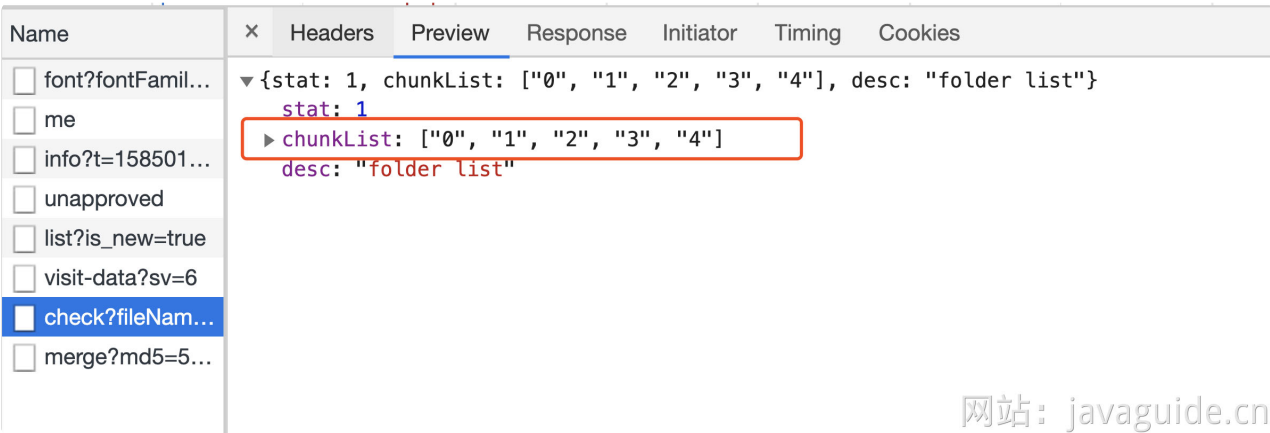 Name × Headers Preview Response Initiator Timing Cookies
font?fontFamil... ▼{stat: 1, chunkList: ["0", "1", "2", "3", "4"], desc: "folder list"}
me stat: 1
info?t=158501... ▶chunkList: ["0", "1", "2", "3", "4"]
unapproved desc: "folder list"
list?is_new=true
visit-data?sv=6
check?fileNam...
merge?md5=5...
网站：javaguide.cn